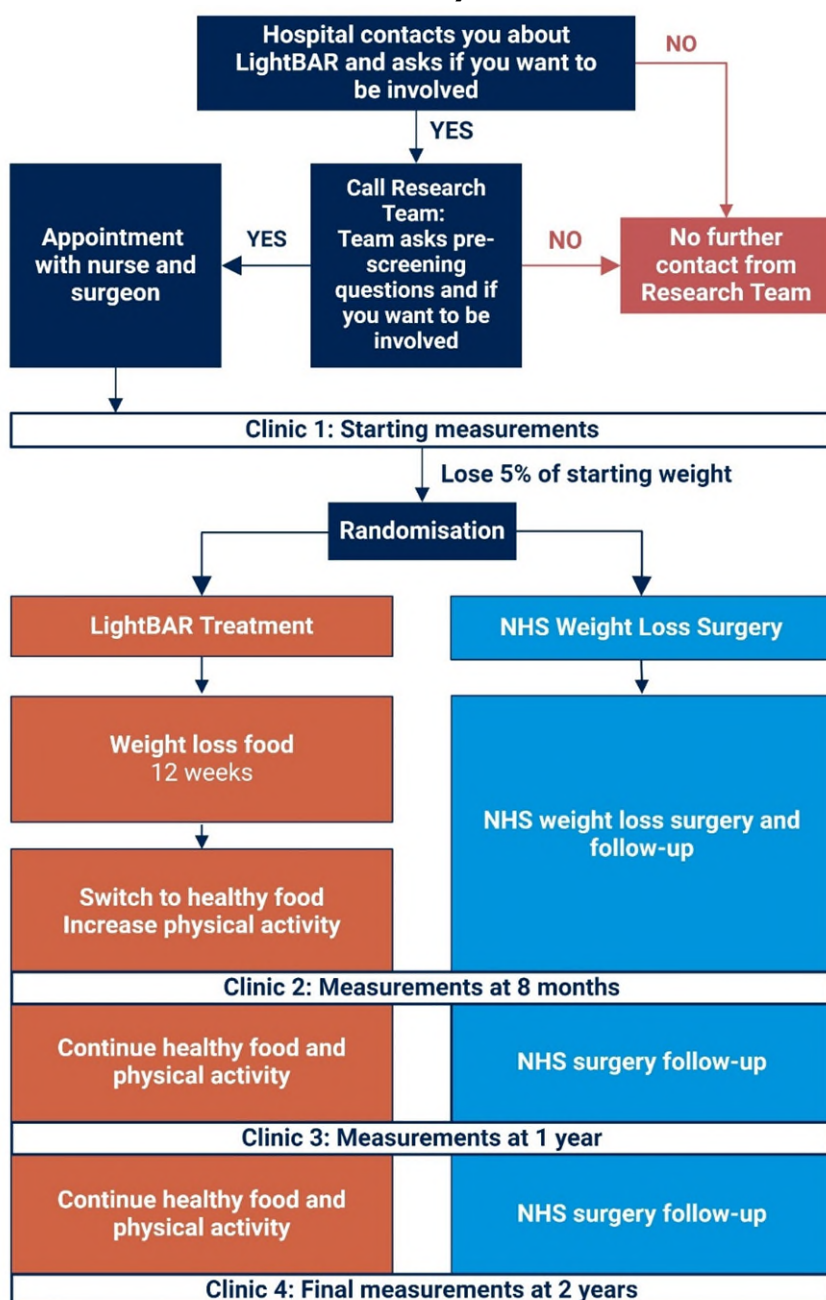 Hospital contacts you about
LightBAR and asks if you want to
be involved
NO
YES
Call Research
Team:
Team asks pre-
screening
questions and if
you want to be
involved
YES
Appointment
with nurse and
surgeon
NO
No further
contact from
Research Team
Clinic 1: Starting measurements
Lose 5% of starting weight
Randomisation
LightBAR Treatment
NHS Weight Loss Surgery
Weight loss food
12 weeks
NHS weight loss surgery and
follow-up
Switch to healthy food
Increase physical activity
Clinic 2: Measurements at 8 months
Continue healthy food and
physical activity
NHS surgery follow-up
Clinic 3: Measurements at 1 year
Continue healthy food and
physical activity
NHS surgery follow-up
Clinic 4: Final measurements at 2 years